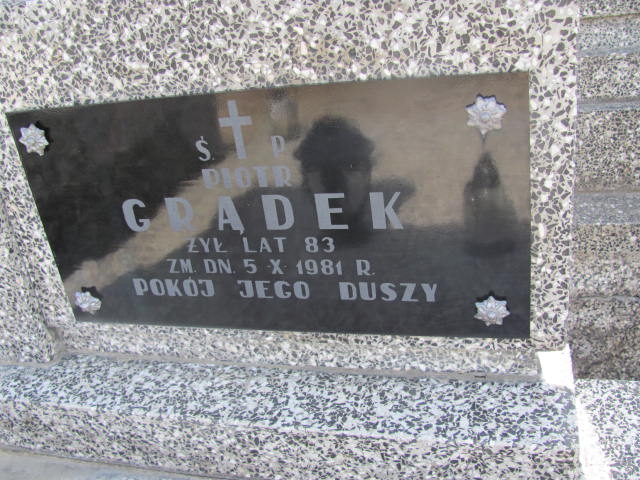 Ś. P
PIOTR
GRĄDEK
ŻYŁ LAT 83
ZM. DN. 5 X 1981 R.
POKÓJ JEGO DUSZY